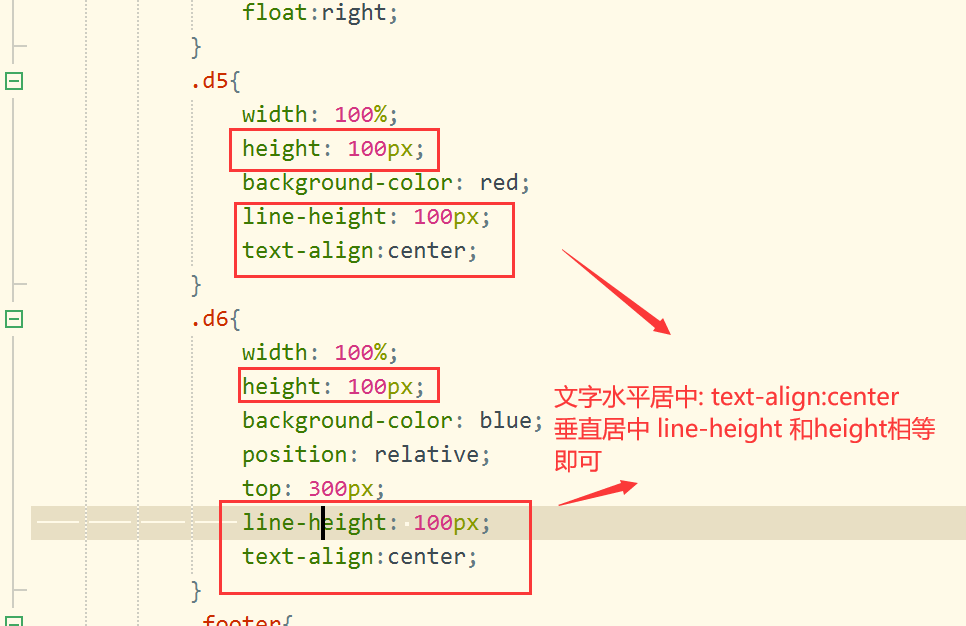 float:right;
}
.d5{
width: 100%;
height: 100px;
background-color: red;
line-height: 100px;
text-align:center;
}
.d6{
width: 100%;
height: 100px;
background-color: blue;
position: relative;
top: 300px;
line-height: 100px;
text-align:center;
}
.footer{
文字水平居中: text-align:center
垂直居中 line-height 和height相等
即可